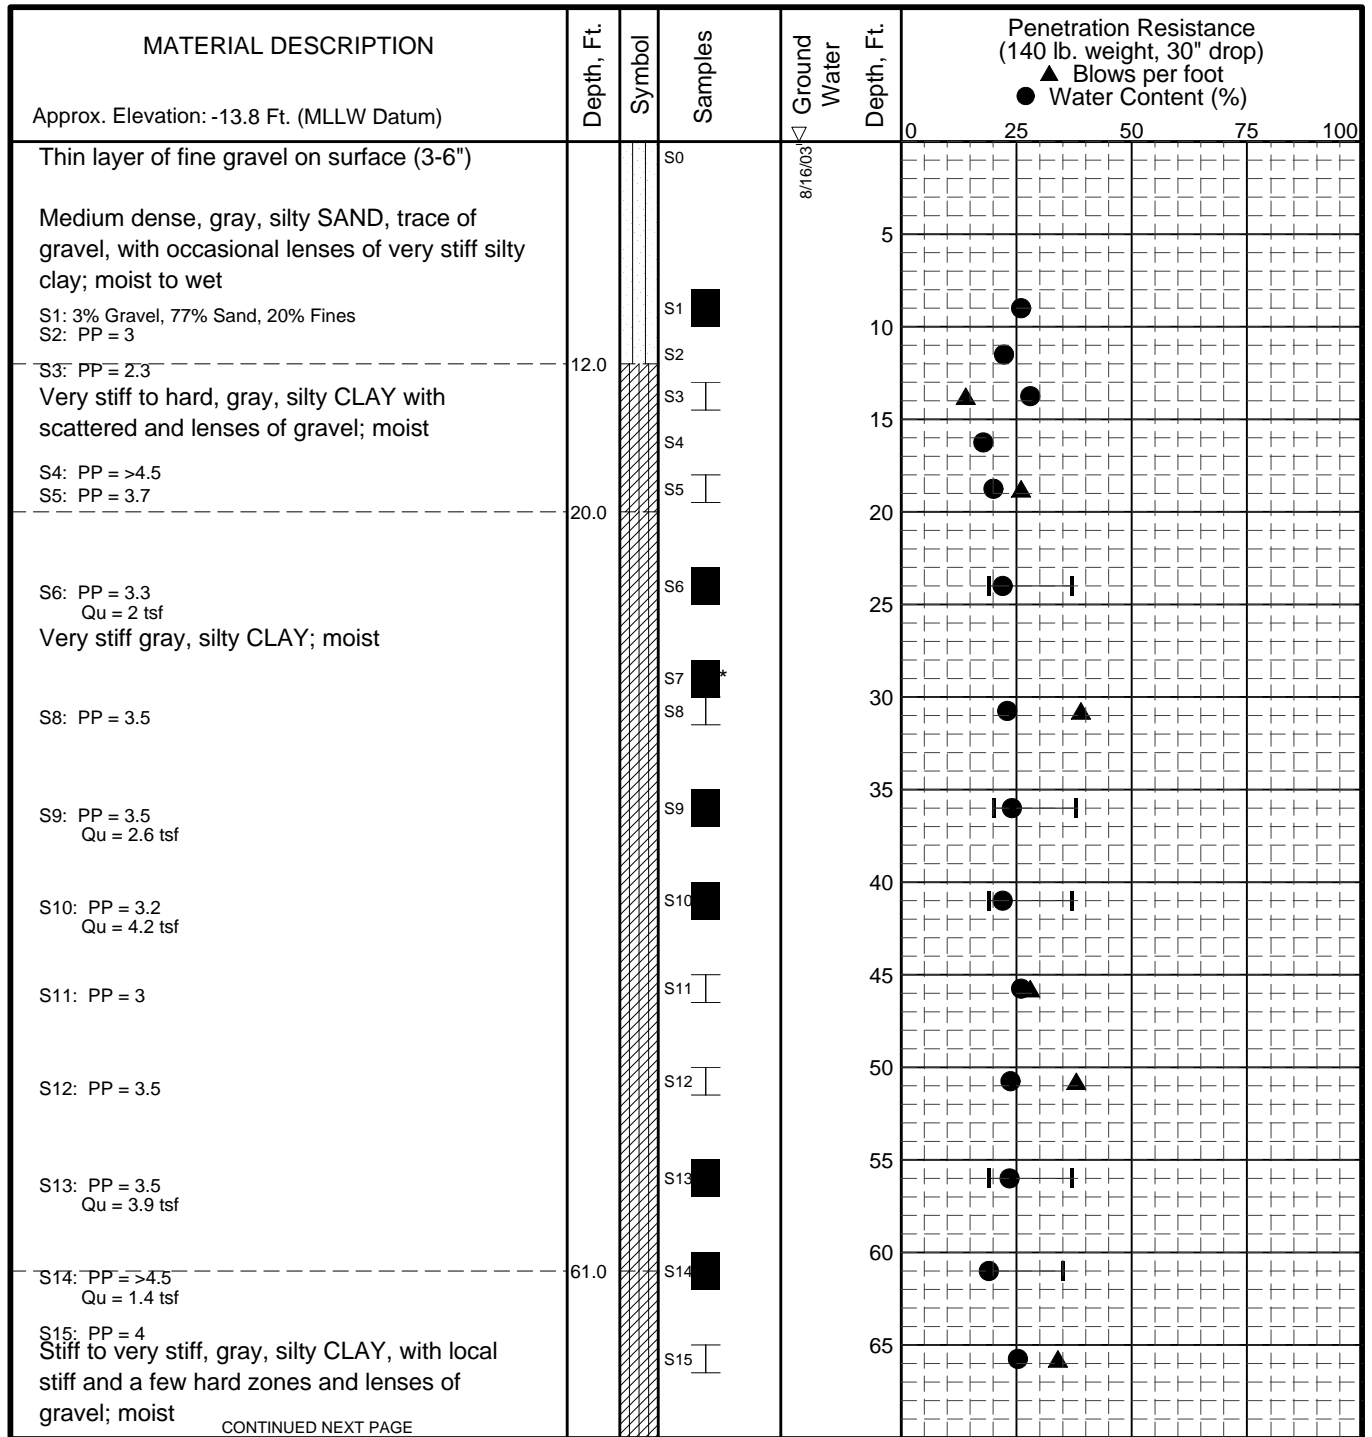 MATERIAL DESCRIPTION
Approx. Elevation: -13.8 Ft. (MLLW Datum)
Depth, Ft.
Symbol
Samples
Ground
Water
Depth, Ft.
Penetration Resistance
(140 lb. weight, 30" drop)
▲ Blows per foot
● Water Content (%)
0 25 50 75 100
Thin layer of fine gravel on surface (3-6")
Medium dense, gray, silty SAND, trace of
gravel, with occasional lenses of very stiff silty
clay; moist to wet
S1: 3% Gravel, 77% Sand, 20% Fines
S2: PP = 3
S3: PP = 2.3
Very stiff to hard, gray, silty CLAY with
scattered and lenses of gravel; moist
S4: PP = >4.5
S5: PP = 3.7
S6: PP = 3.3
Qu = 2 tsf
Very stiff gray, silty CLAY; moist
S8: PP = 3.5
S9: PP = 3.5
Qu = 2.6 tsf
S10: PP = 3.2
Qu = 4.2 tsf
S11: PP = 3
S12: PP = 3.5
S13: PP = 3.5
Qu = 3.9 tsf
S14: PP = >4.5
Qu = 1.4 tsf
S15: PP = 4
Stiff to very stiff, gray, silty CLAY, with local
stiff and a few hard zones and lenses of
gravel; moist
CONTINUED NEXT PAGE
12.0
20.0
61.0
S0
S1
S2
S3
S4
S5
S6
S7 *
S8
S9
S10
S11
S12
S13
S14
S15
8/16/03
5
10
15
20
25
30
35
40
45
50
55
60
65